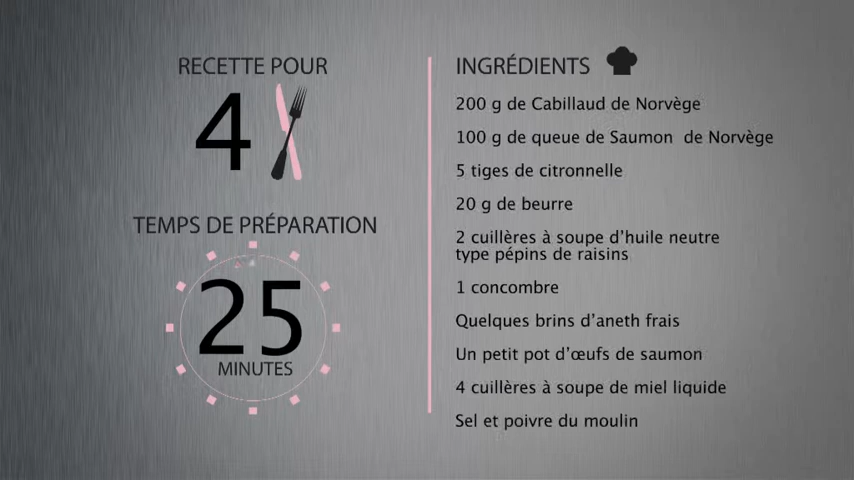 RECETTE POUR
4
TEMPS DE PRÉPARATION
25
MINUTES
INGRÉDIENTS
200 g de Cabillaud de Norvège
100 g de queue de Saumon de Norvège
5 tiges de citronnelle
20 g de beurre
2 cuillères à soupe d’huile neutre
type pépins de raisins
1 concombre
Quelques brins d’aneth frais
Un petit pot d’œufs de saumon
4 cuillères à soupe de miel liquide
Sel et poivre du moulin